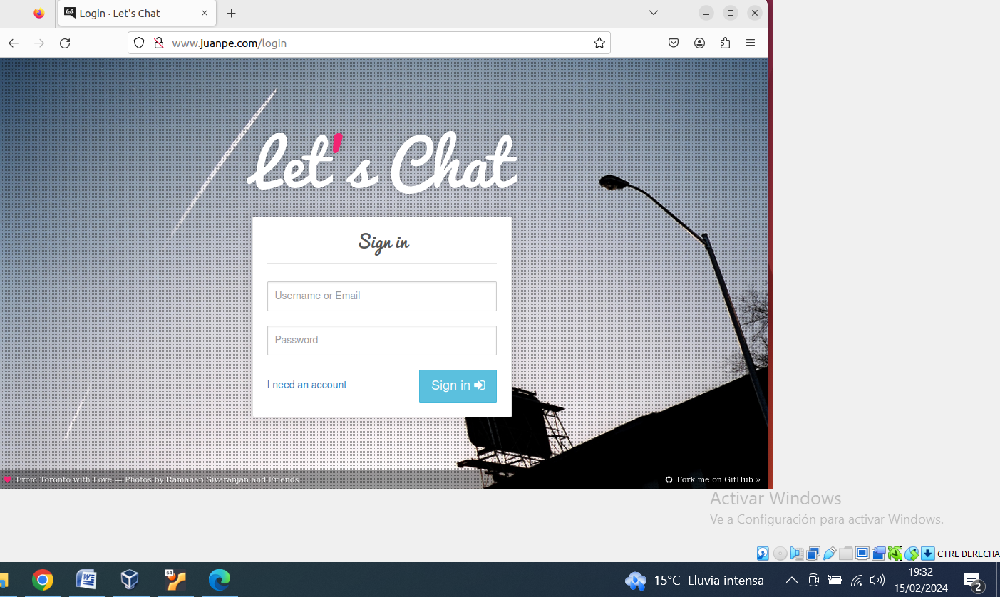 Login · Let's Chat
www.juanpe.com/login
Let's Chat
Sign in
Username or Email
Password
I need an account
Sign in
From Toronto with Love — Photos by Ramanan Sivaranjan and Friends
Fork me on GitHub »
Activar Windows
Ve a Configuración para activar Windows.
CTRL DERECHA
64
15°C Lluvia intensa
19:32
15/02/2024
2